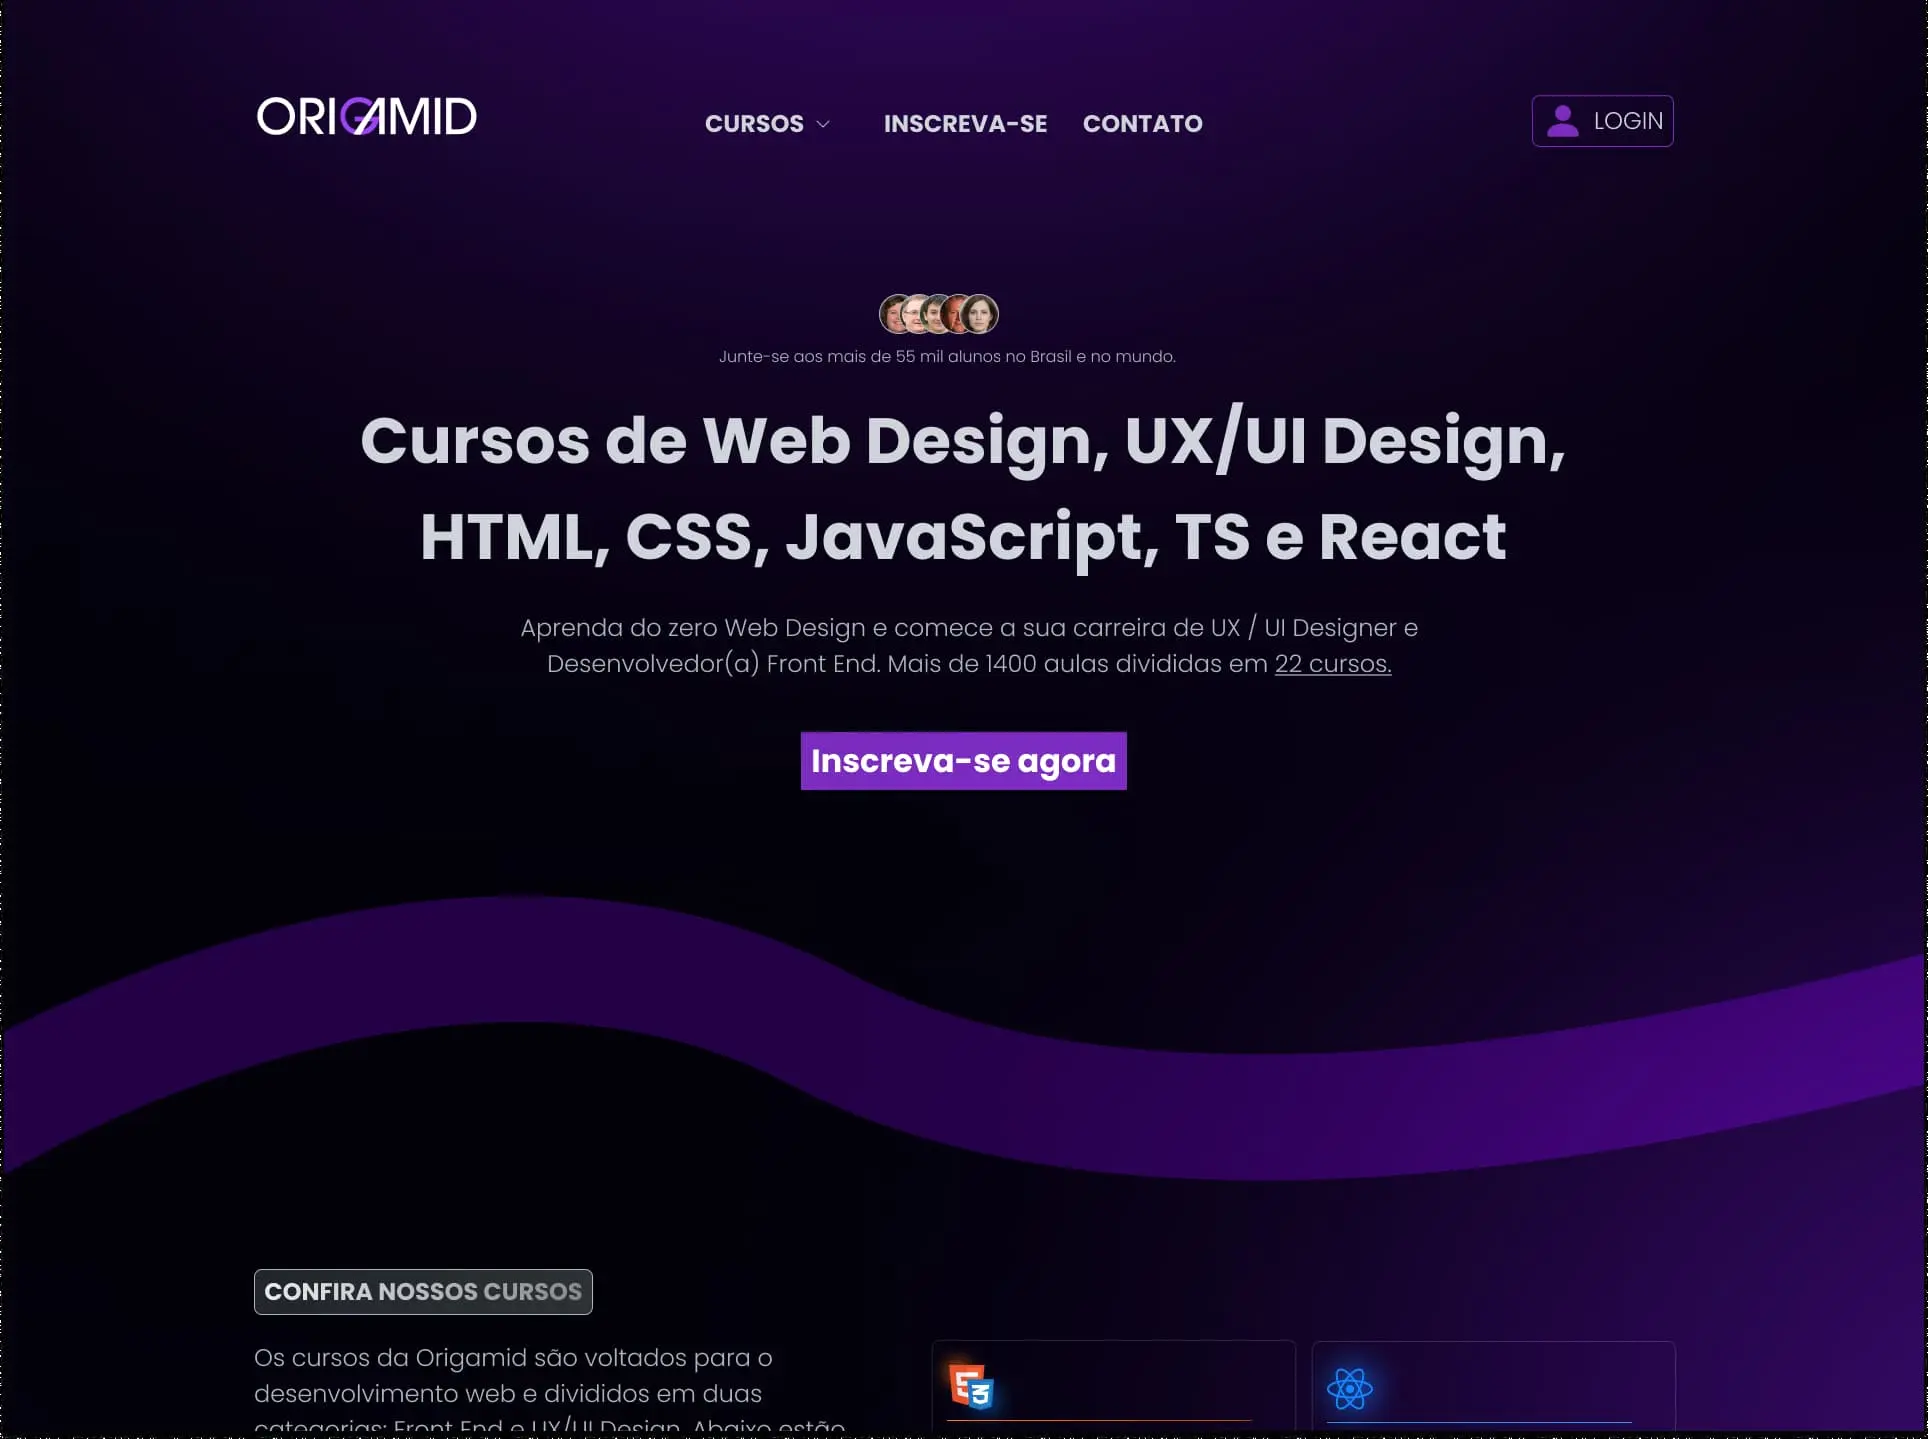 ORIGAMID
CURSOS
INSCREVA-SE
CONTATO
LOGIN
Junte-se aos mais de 55 mil alunos no Brasil e no mundo.
Cursos de Web Design, UX/UI Design,
HTML, CSS, JavaScript, TS e React
Aprenda do zero Web Design e comece a sua carreira de UX / UI Designer e
Desenvolvedor(a) Front End. Mais de 1400 aulas divididas em 22 cursos.
Inscreva-se agora
CONFIRA NOSSOS CURSOS
Os cursos da Origamid são voltados para o
desenvolvimento web e divididos em duas
categorias: Front End e UX/UI Design. Abaixo estão
5 3